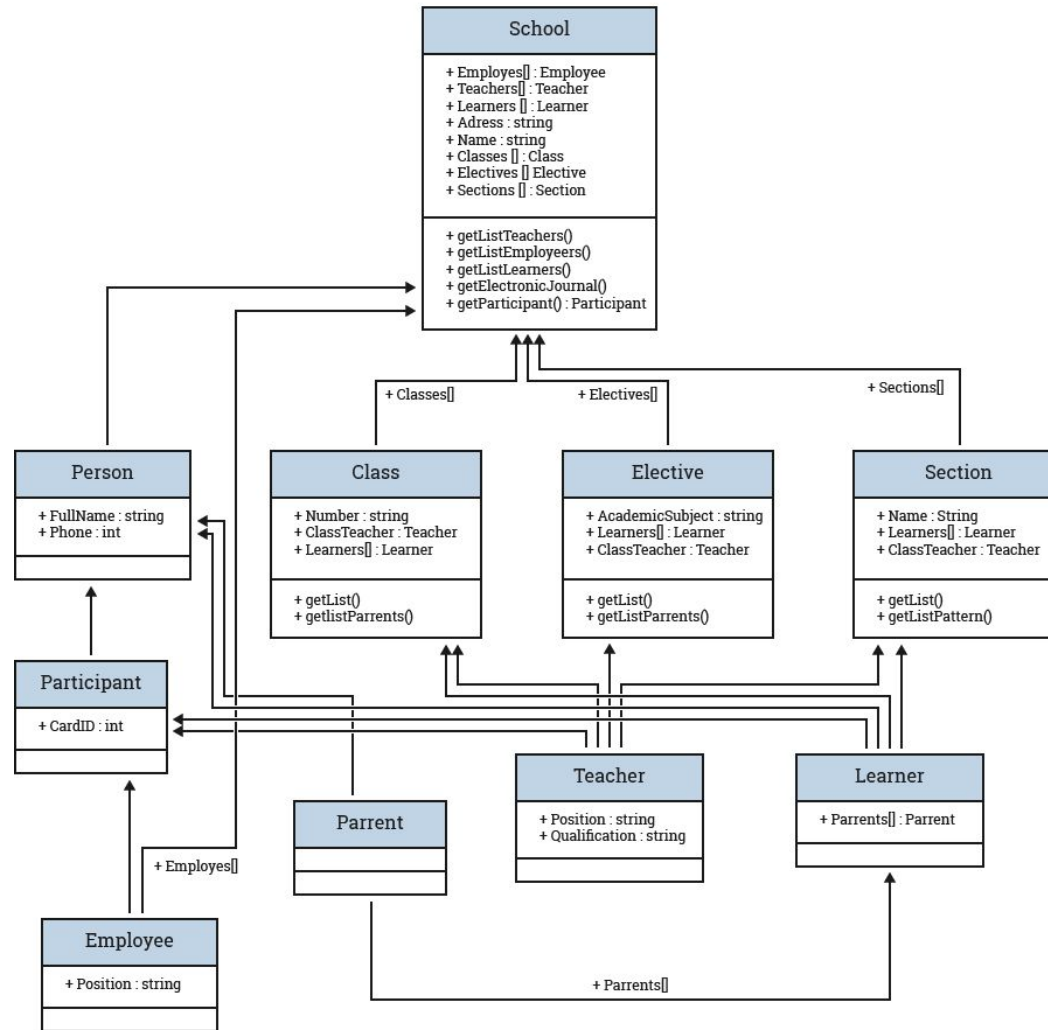 School
+ Employes[] : Employee
+ Teachers[] : Teacher
+ Learners [] : Learner
+ Adress : string
+ Name : string
+ Classes [] : Class
+ Electives [] Elective
+ Sections [] : Section
+ getListTeachers()
+ getListEmployeers()
+ getListLearners()
+ getElectronicJournal()
+ getParticipant() : Participant
+ Classes[]
+ Electives[]
+ Sections[]
Person
+ FullName : string
+ Phone : int
Class
+ Number : string
+ ClassTeacher : Teacher
+ Learners[] : Learner
+ getList()
+ getlistParrents()
Elective
+ AcademicSubject : string
+ Learners[] : Learner
+ ClassTeacher : Teacher
+ getList()
+ getListParrents()
Section
+ Name : String
+ Learners[] : Learner
+ ClassTeacher : Teacher
+ getList()
+ getListPattern()
Participant
+ CardID : int
Parrent
Teacher
+ Position : string
+ Qualification : string
Learner
+ Parrents[] : Parrent
+ Employes[]
Employee
+ Position : string
+ Parrents[]